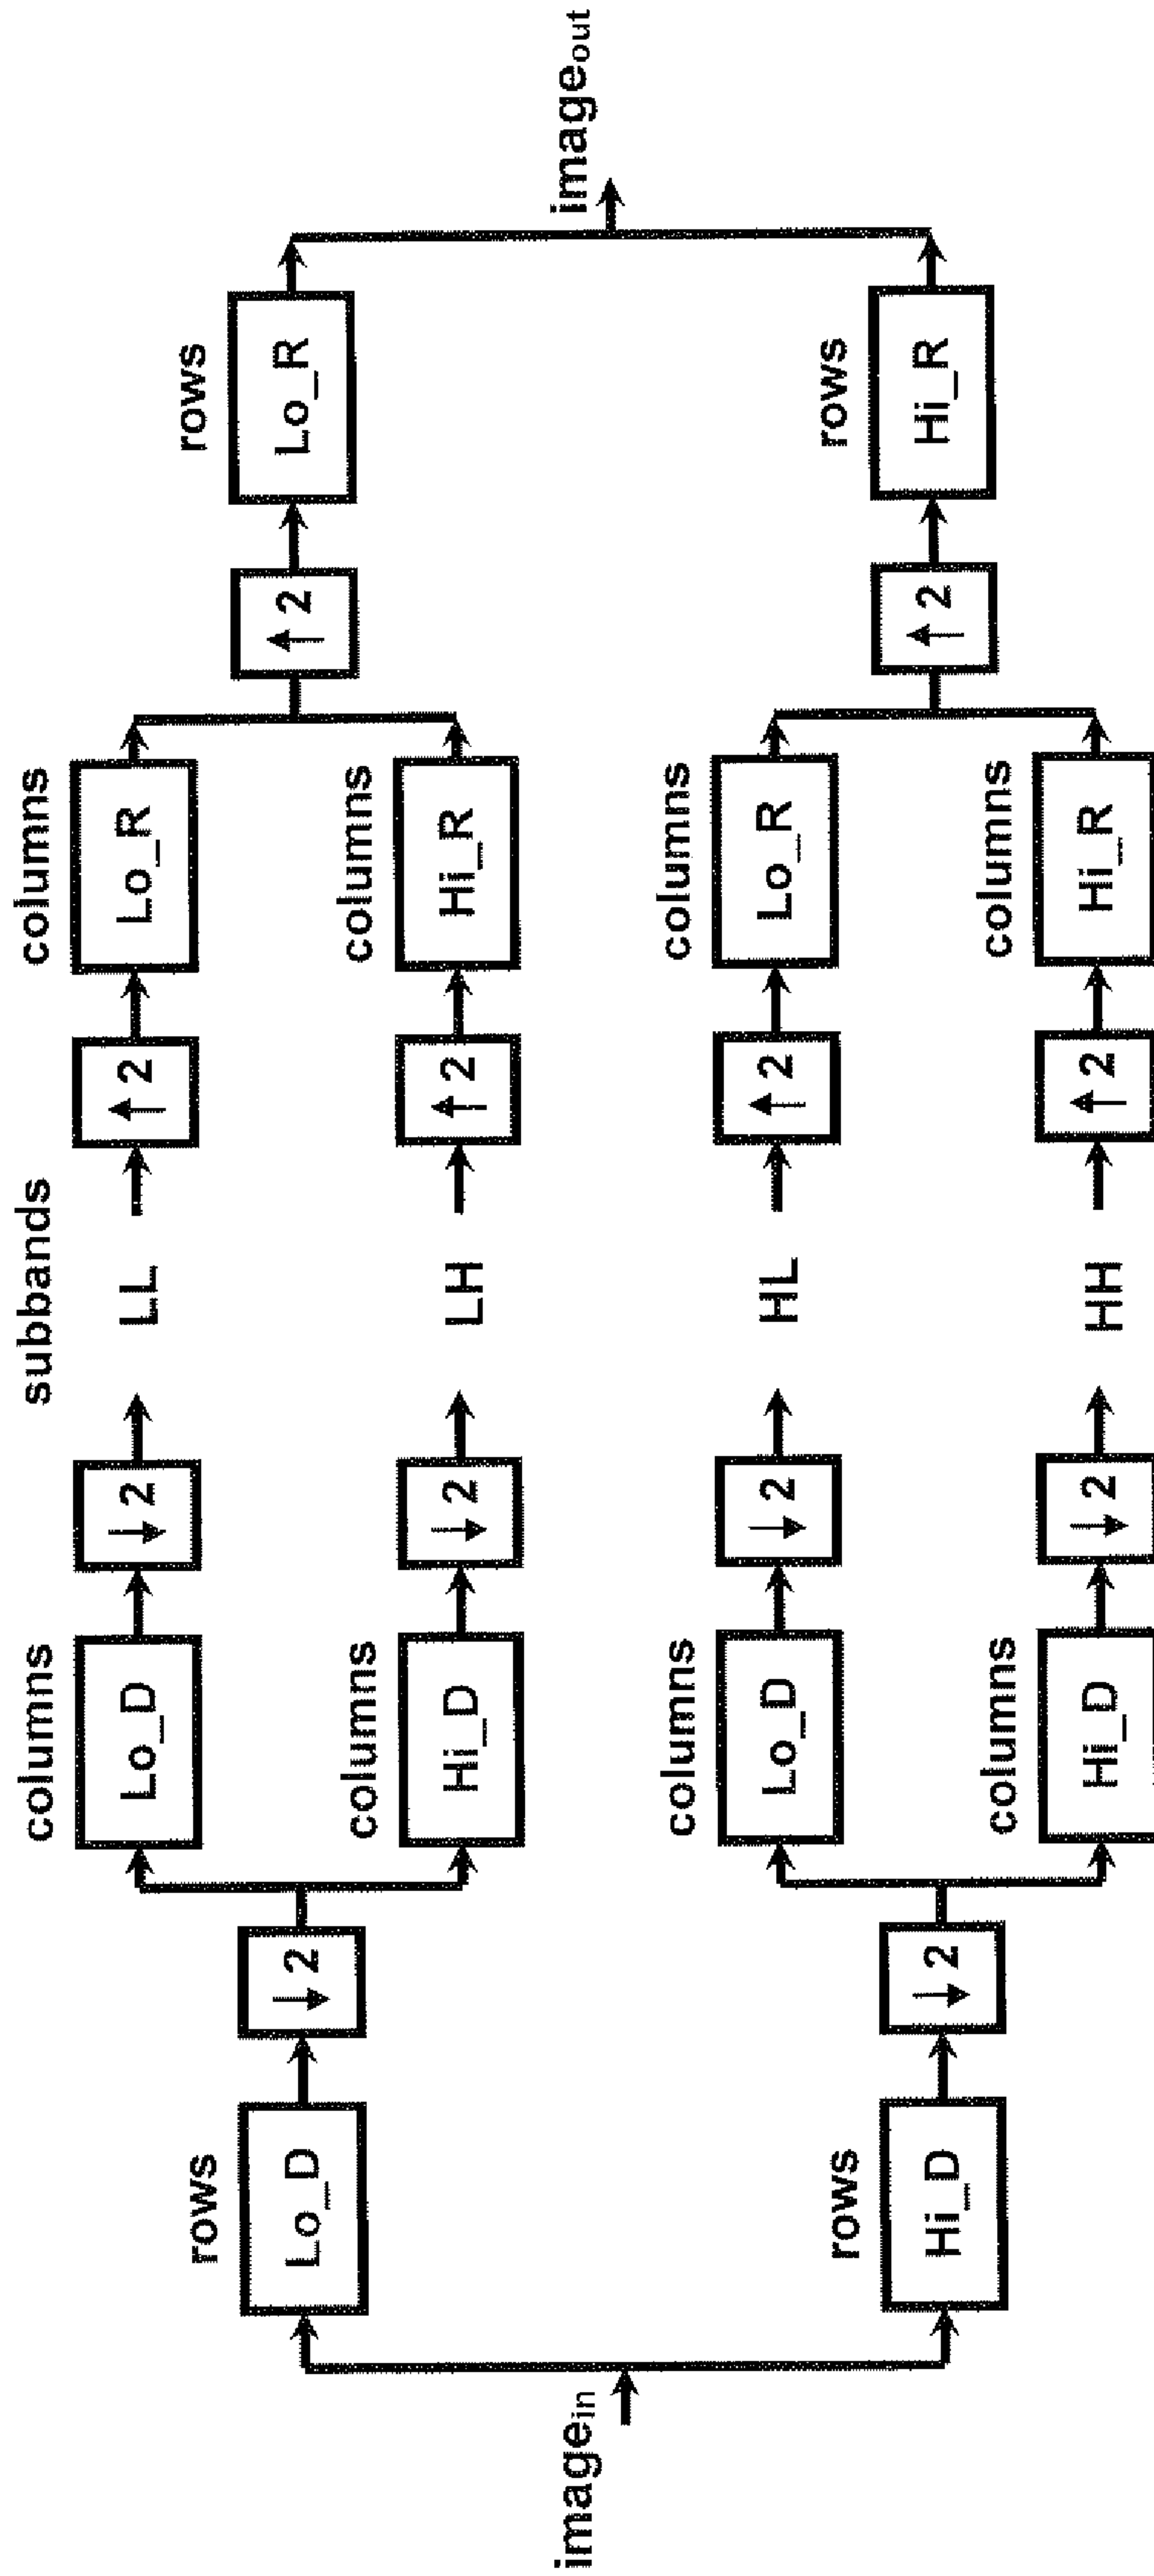 columns subbands columns
Lo_D ↓2 LL ↑2 Lo_R
rows rows
Lo_D ↓2 ↑2 Lo_R
columns columns
Hi_D ↓2 LH ↑2 Hi_R
imagein imageout
columns columns
Lo_D ↓2 HL ↑2 Lo_R
rows rows
Hi_D ↓2 ↑2 Hi_R
columns columns
Hi_D ↓2 HH ↑2 Hi_R